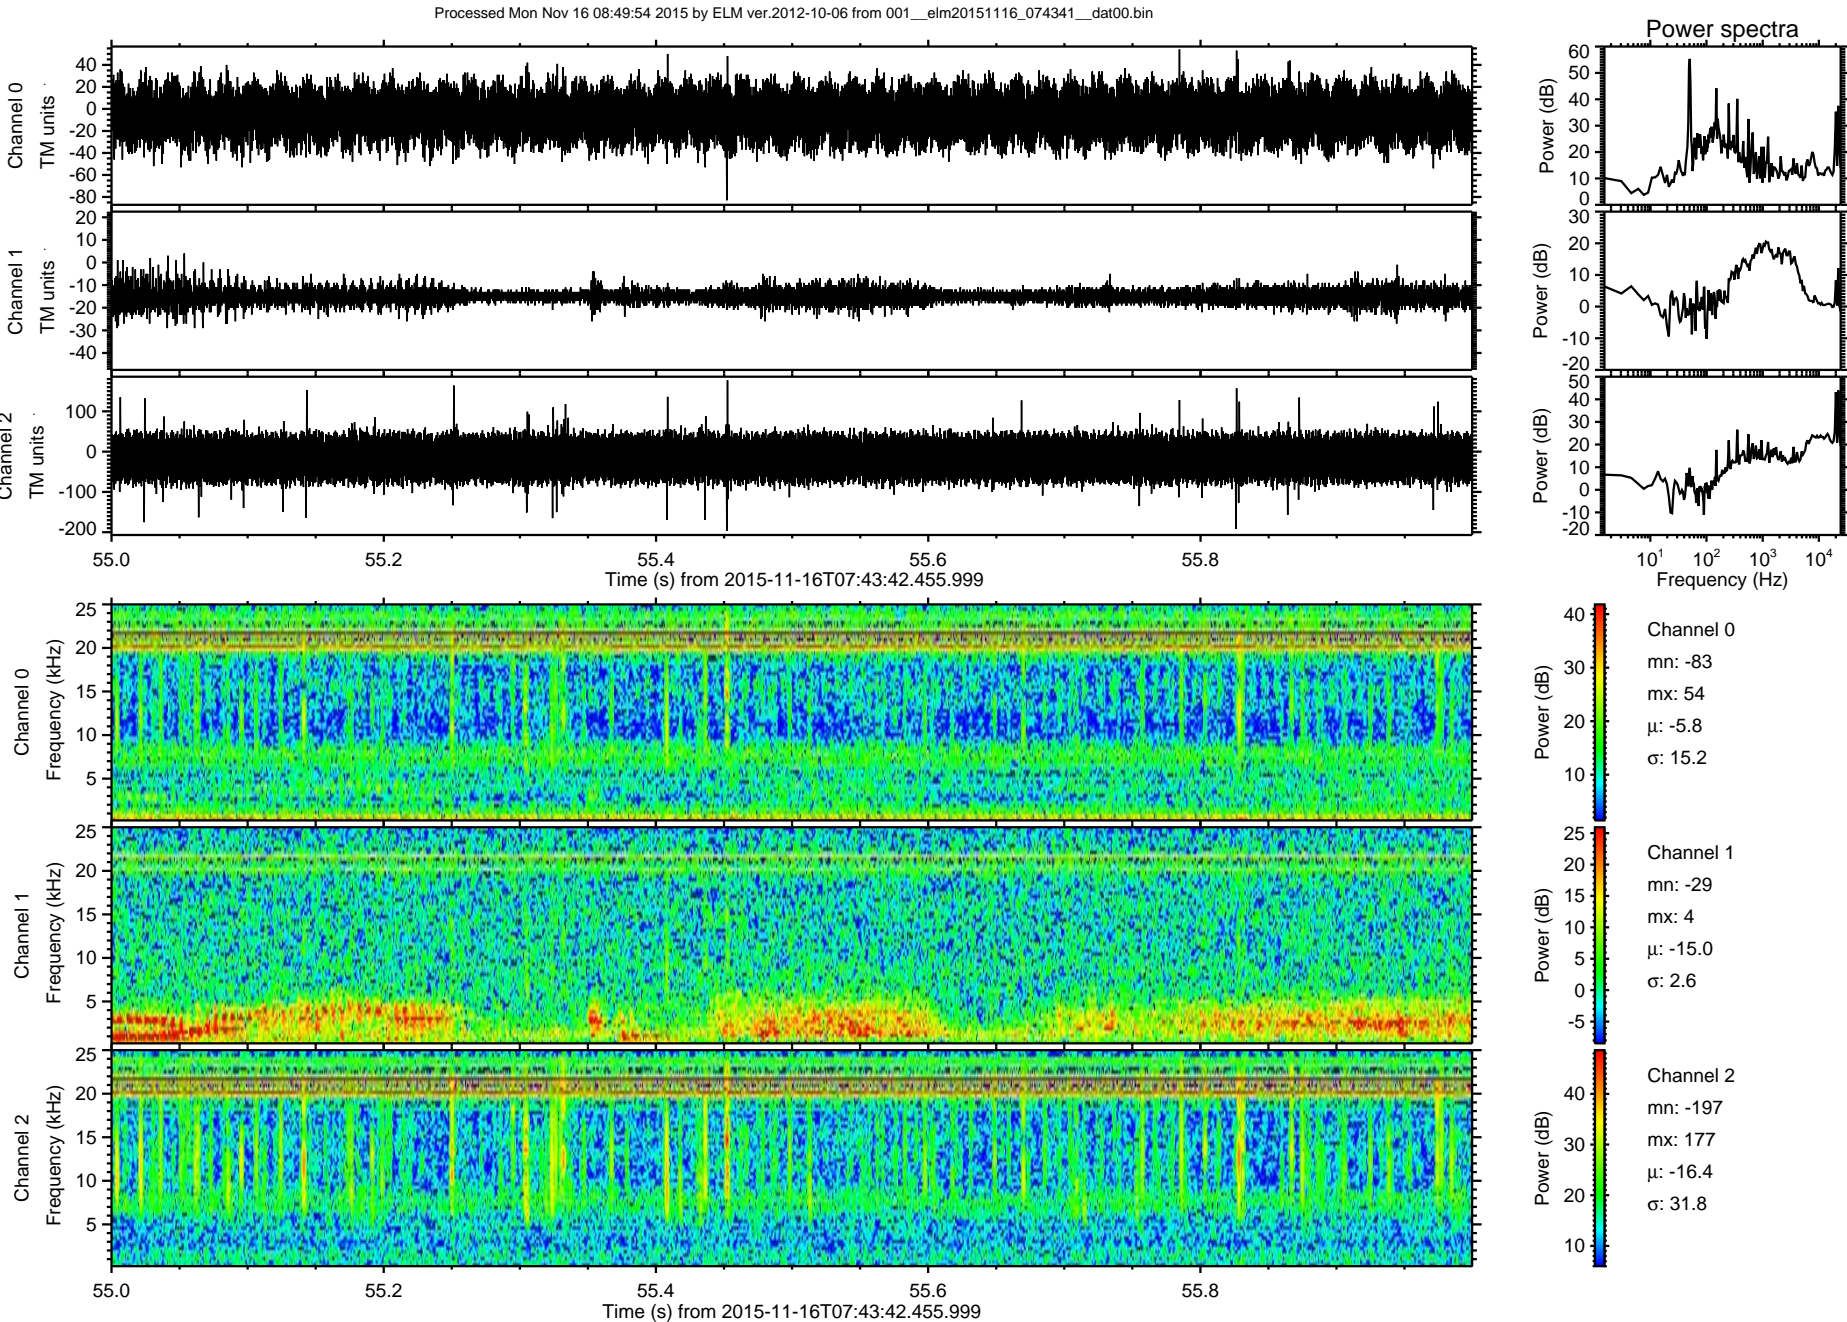 Processed Mon Nov 16 08:49:54 2015 by ELM ver.2012-10-06 from 001__elm20151116_074341__dat00.bin
Power spectra
Channel 0
TM units
40
20
0
-20
-40
-60
-80
Power (dB)
60
50
40
30
20
10
0
Channel 1
TM units
20
10
0
-10
-20
-30
-40
Power (dB)
30
20
10
0
-10
-20
Channel 2
TM units
100
0
-100
-200
Power (dB)
50
40
30
20
10
0
-10
-20
55.0 55.2 55.4 55.6 55.8
Time (s) from 2015-11-16T07:43:42.455.999
10^1 10^2 10^3 10^4
Frequency (Hz)
Channel 0
Frequency (kHz)
25
20
15
10
5
Power (dB)
40
30
20
10
Channel 0
mn: -83
mx: 54
μ: -5.8
σ: 15.2
Channel 1
Frequency (kHz)
25
20
15
10
5
Power (dB)
25
20
15
10
5
0
-5
Channel 1
mn: -29
mx: 4
μ: -15.0
σ: 2.6
Channel 2
Frequency (kHz)
25
20
15
10
5
Power (dB)
40
30
20
10
Channel 2
mn: -197
mx: 177
μ: -16.4
σ: 31.8
55.0 55.2 55.4 55.6 55.8
Time (s) from 2015-11-16T07:43:42.455.999